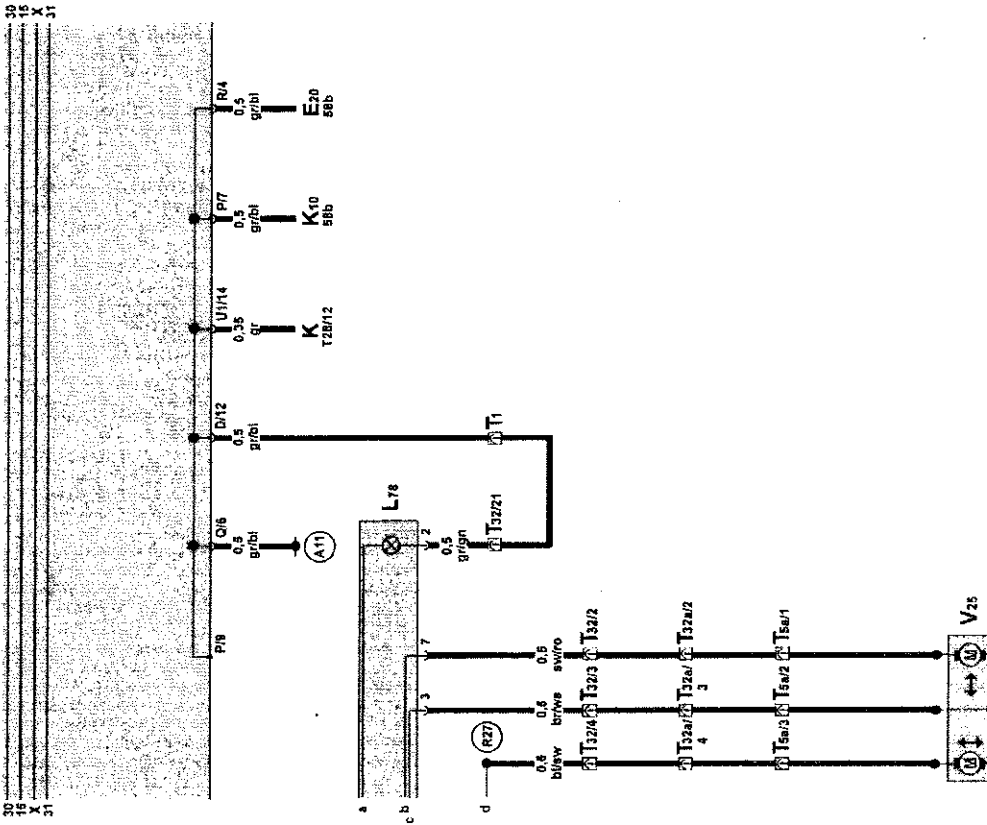 30
15
X
31
30
15
X
31
R/4
0,5
gr/bl
E20
58b
P/7
0,5
gr/bl
K10
58b
U1/14
0,35
gr
K
T28/12
D/12
0,5
gr/bl
T1
Q/6
0,5
gr/bl
A11
P/9
L78
2
0,5
gr/gn
T32/21
a
b
c
d
7
0,5
sw/ro
T32/2
T32a/2
T5a/1
3
0,5
br/ws
T32/3
T32a/
3
T5a/2
R27
0,5
bl/sw
T32/4
T32a/
4
T5a/3
V25
M
M